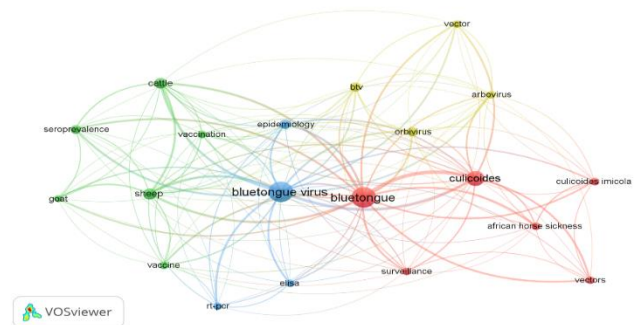 vector
cattle
btv
arbovirus
epidemiology
seroprevalence
vaccination
orbivirus
culicoides
culicoides imicola
bluetongue virus
bluetongue
sheep
goat
african horse sickness
vaccine
surveillance
elisa
vectors
rt-pcr
VOSviewer